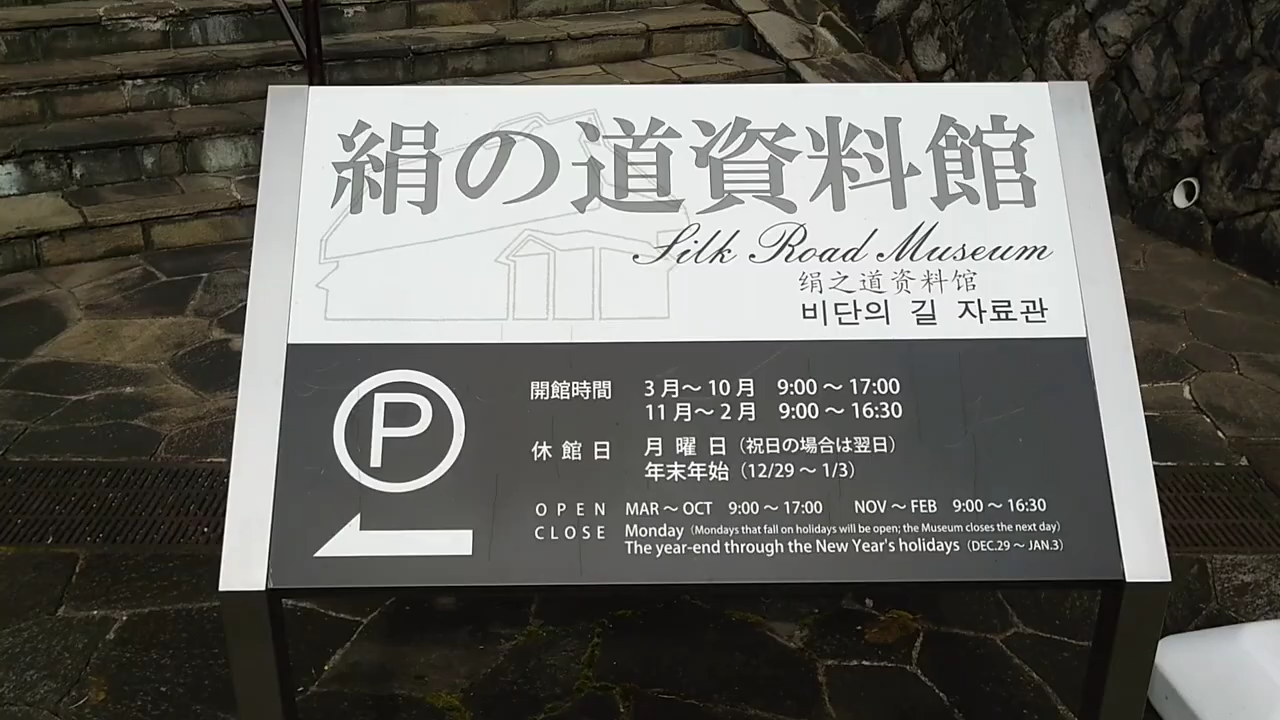 絹の道資料館
Silk Road Museum
绢之道资料馆
비단의 길 자료관
P
開館時間 3月～10月 9:00～17:00
11月～2月 9:00～16:30
休館日 月曜日（祝日の場合は翌日）
年末年始（12/29～1/3）
OPEN MAR～OCT 9:00～17:00 NOV～FEB 9:00～16:30
CLOSE Monday（Mondays that fall on holidays will be open; the Museum closes the next day)
The year-end through the New Year's holidays（DEC.29～JAN.3）